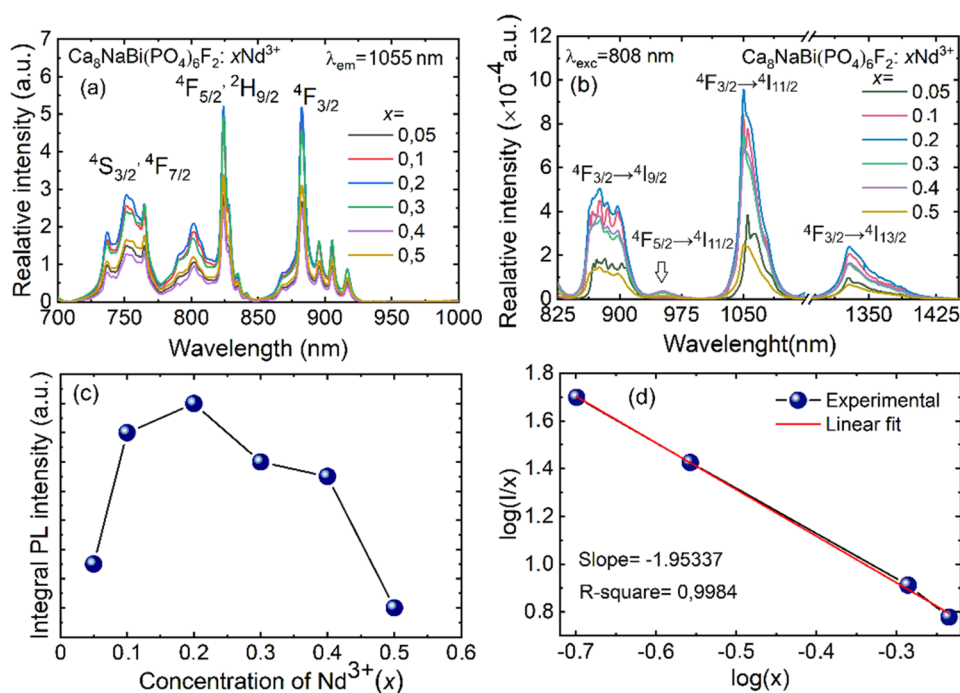 Ca₈NaBi(PO₄)₆F₂: xNd³⁺
λem=1055 nm
(a)
⁴F₅/₂, ²H₉/₂
⁴F₃/₂
⁴S₃/₂, ⁴F₇/₂
x=
0,05
0,1
0,2
0,3
0,4
0,5
Realative intensity (a.u.)
7
6
5
4
3
2
1
0
700
750
800
850
900
950
1000
Wavelength (nm)
λexc=808 nm
Ca₈NaBi(PO₄)₆F₂: xNd³⁺
(b)
⁴F₃/₂→⁴I₁₁/₂
x=
0,05
0.1
0.2
0.3
0.4
0.5
⁴F₃/₂→⁴I₉/₂
⁴F₅/₂→⁴I₁₁/₂
⁴F₃/₂→⁴I₁₃/₂
Realative intensity (×10⁻⁴ a.u.)
12
10
8
6
4
2
0
825
900
975
1050
1350
1425
Wavelenght(nm)
(c)
Integral PL intensity (a.u.)
0.0
0.1
0.2
0.3
0.4
0.5
0.6
Concentration of Nd³⁺(x)
(d)
Experimental
Linear fit
Slope= -1.95337
R-square= 0,9984
log(I/x)
1.8
1.6
1.4
1.2
1.0
0.8
-0.7
-0.6
-0.5
-0.4
-0.3
log(x)